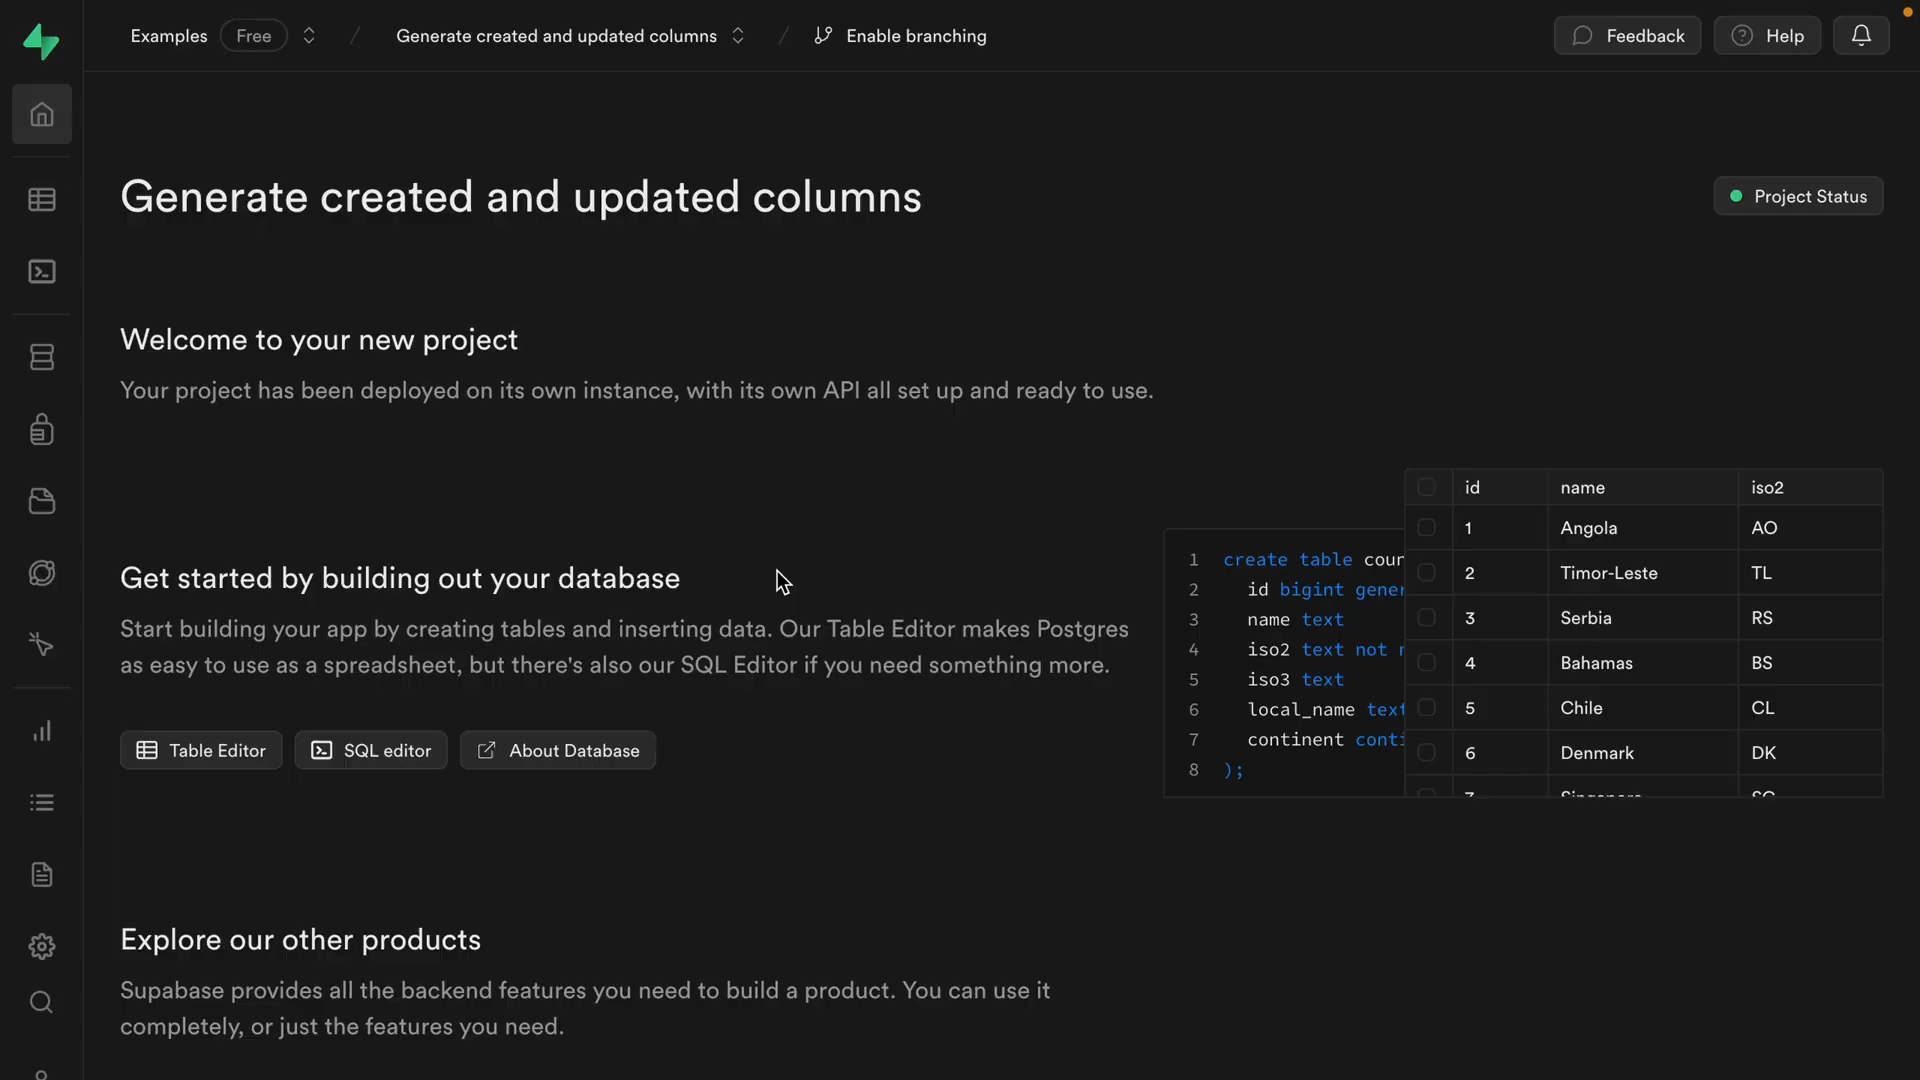 Examples Free / Generate created and updated columns / Enable branching Feedback Help
Generate created and updated columns
Project Status
Welcome to your new project
Your project has been deployed on its own instance, with its own API all set up and ready to use.
Get started by building out your database
Start building your app by creating tables and inserting data. Our Table Editor makes Postgres
as easy to use as a spreadsheet, but there's also our SQL Editor if you need something more.
Table Editor SQL editor About Database
1 create table coun
2 id bigint gener
3 name text
4 iso2 text not
5 iso3 text
6 local_name text
7 continent conti
8 );
id name iso2
1 Angola AO
2 Timor-Leste TL
3 Serbia RS
4 Bahamas BS
5 Chile CL
6 Denmark DK
7 Singapore SG
Explore our other products
Supabase provides all the backend features you need to build a product. You can use it
completely, or just the features you need.